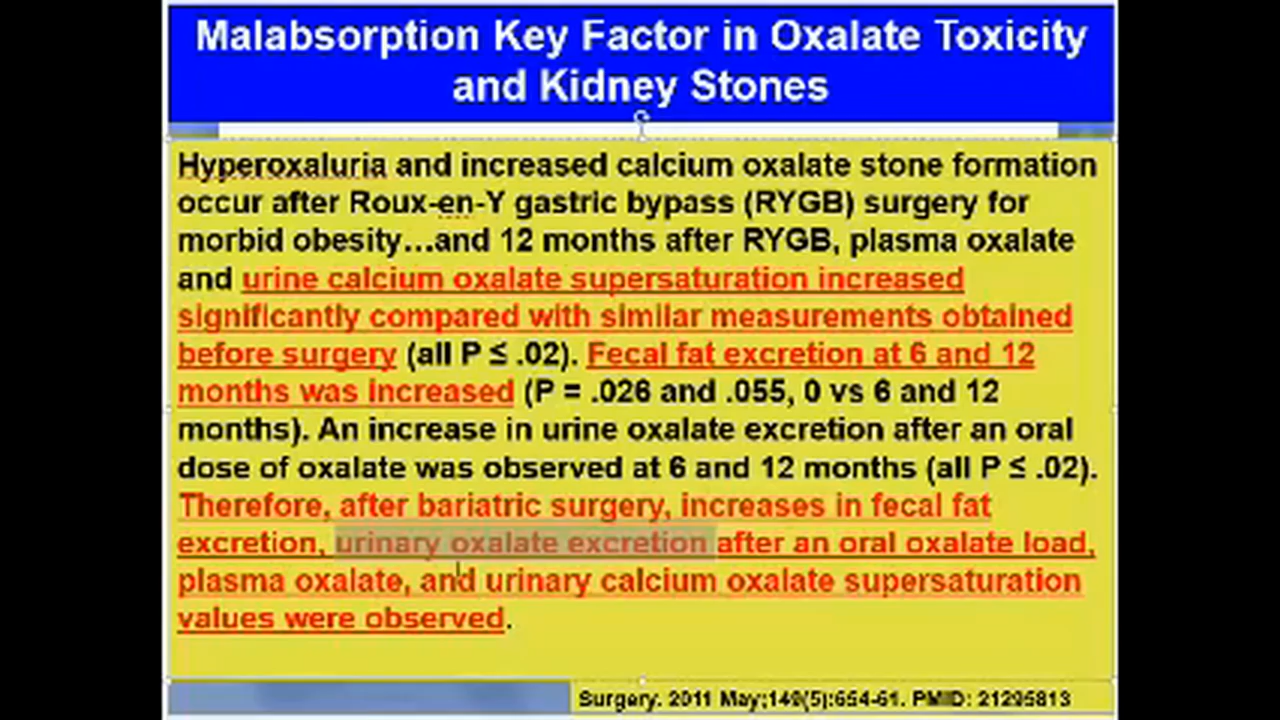 Malabsorption Key Factor in Oxalate Toxicity
and Kidney Stones
Hyperoxaluria and increased calcium oxalate stone formation
occur after Roux-en-Y gastric bypass (RYGB) surgery for
morbid obesity…and 12 months after RYGB, plasma oxalate
and urine calcium oxalate supersaturation increased
significantly compared with similar measurements obtained
before surgery (all P ≤ .02). Fecal fat excretion at 6 and 12
months was increased (P = .026 and .055, 0 vs 6 and 12
months). An increase in urine oxalate excretion after an oral
dose of oxalate was observed at 6 and 12 months (all P ≤ .02).
Therefore, after bariatric surgery, increases in fecal fat
excretion, urinary oxalate excretion after an oral oxalate load,
plasma oxalate, and urinary calcium oxalate supersaturation
values were observed.
Surgery. 2011 May;149(5):654-61. PMID: 21295813